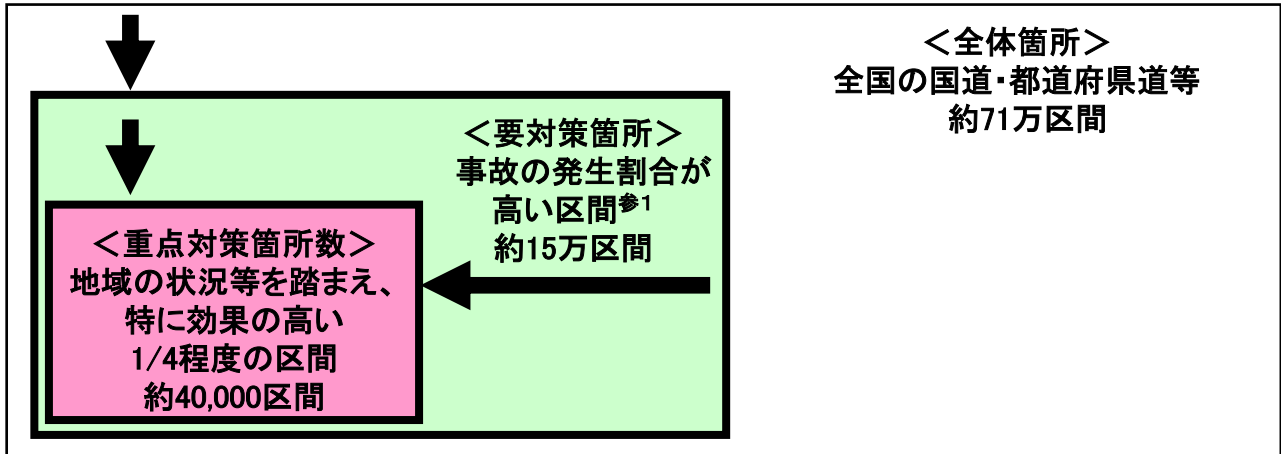 ＜全体箇所＞
全国の国道・都道府県道等
約71万区間
＜要対策箇所＞
事故の発生割合が
高い区間参1
約15万区間
＜重点対策箇所数＞
地域の状況等を踏まえ、
特に効果の高い
1/4程度の区間
約40,000区間